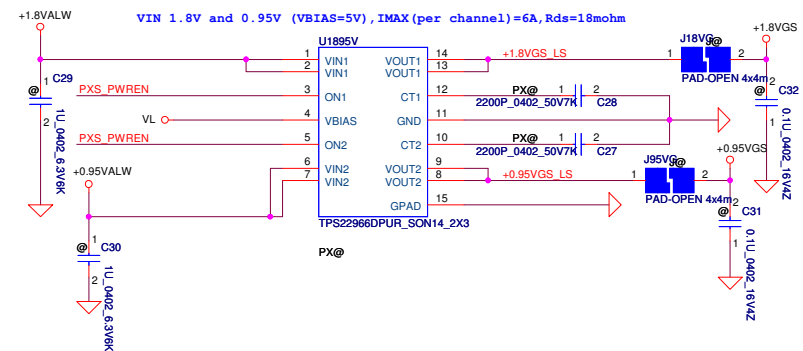 VIN 1.8V and 0.95V (VBIAS=5V),IMAX(per channel)=6A,Rds=18mohm
+1.8VALW
U1895V
J18VG
@
+1.8VGS
1 VIN1 VOUT1 14 +1.8VGS_LS 1 2
2 VIN1 VOUT1 13
PAD-OPEN 4x4m
1 @ C29 2 1U_0402_6.3V6K
PXS_PWREN 3 ON1 CT1 12 PX@ 1 2 C28
2200P_0402_50V7K
1 @ C32 2 0.1U_0402_16V4Z
VL 4 VBIAS GND 11
PXS_PWREN 5 ON2 CT2 10 PX@ 1 2 C27
2200P_0402_50V7K
J95VG
@
+0.95VGS
+0.95VALW
6 VIN2 VOUT2 9
7 VIN2 VOUT2 8 +0.95VGS_LS 1 2
PAD-OPEN 4x4m
GPAD 15
TPS22966DPUR_SON14_2X3
1 @ C31 2 0.1U_0402_16V4Z
1 @ C30 2 1U_0402_6.3V6K
PX@